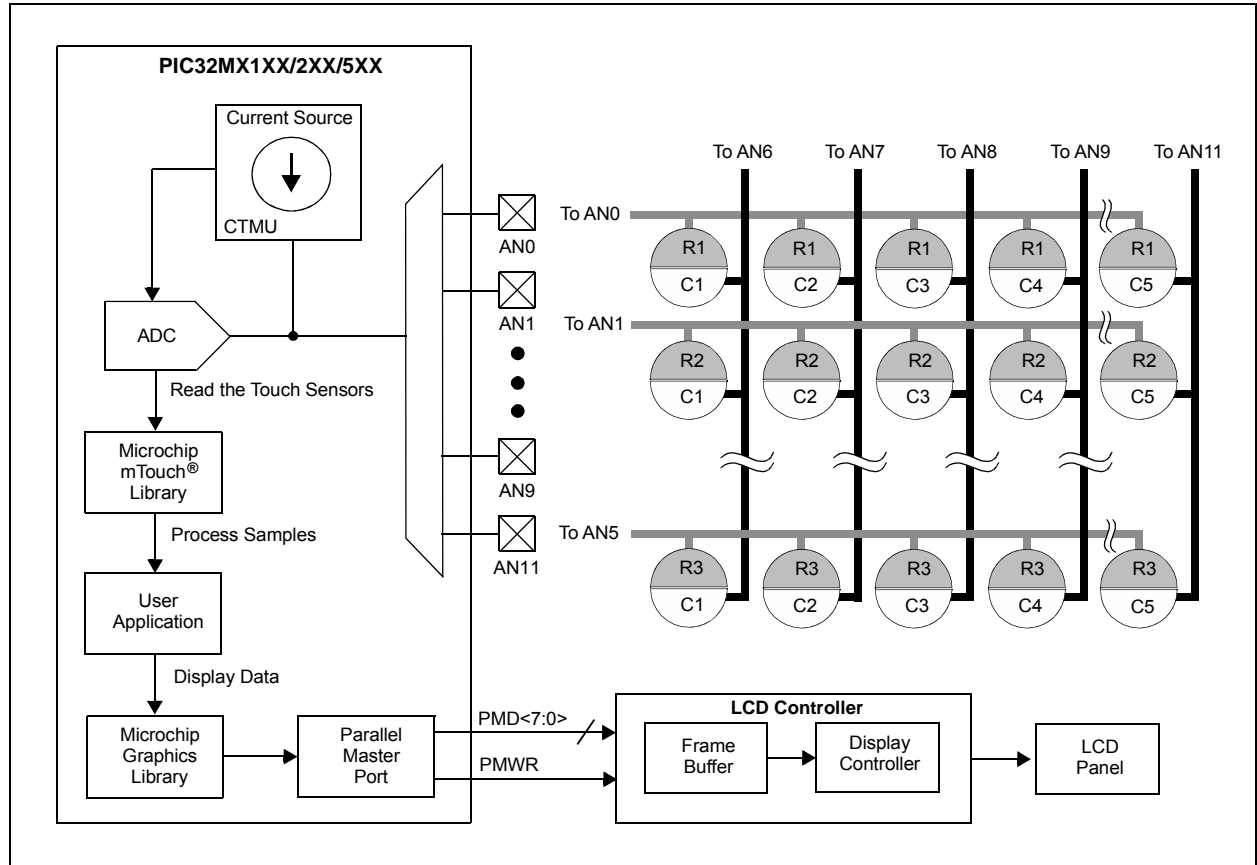 PIC32MX1XX/2XX/5XX
Current Source
CTMU
ADC
Read the Touch Sensors
Microchip
mTouch®
Library
Process Samples
User
Application
Display Data
Microchip
Graphics
Library
Parallel
Master
Port
AN0
AN1
AN9
AN11
To AN6
To AN7
To AN8
To AN9
To AN11
To AN0
R1 R1 R1 R1 R1
C1 C2 C3 C4 C5
To AN1
R2 R2 R2 R2 R2
C1 C2 C3 C4 C5
To AN5
R3 R3 R3 R3 R3
C1 C2 C3 C4 C5
PMD<7:0>
PMWR
LCD Controller
Frame
Buffer
Display
Controller
LCD
Panel